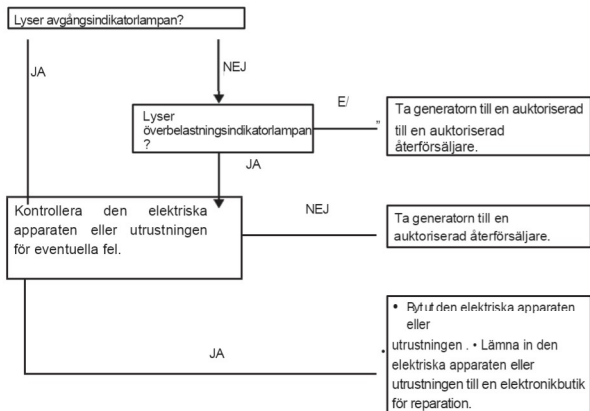 Lyser avgångsindikatorlampan?
JA
NEJ
Lyser
överbelastningsindikatorlampan
?
E/
„
Ta generatorn till en auktoriserad
till en auktoriserad
återförsäljare.
JA
Kontrollera den elektriska
apparaten eller utrustningen
för eventuella fel.
NEJ
Ta generatorn till en
auktoriserad återförsäljare.
JA
• Byt ut den elektriska apparaten
eller
utrustningen . • Lämna in den
elektriska apparaten eller
utrustningen till en elektronikbutik
för reparation.